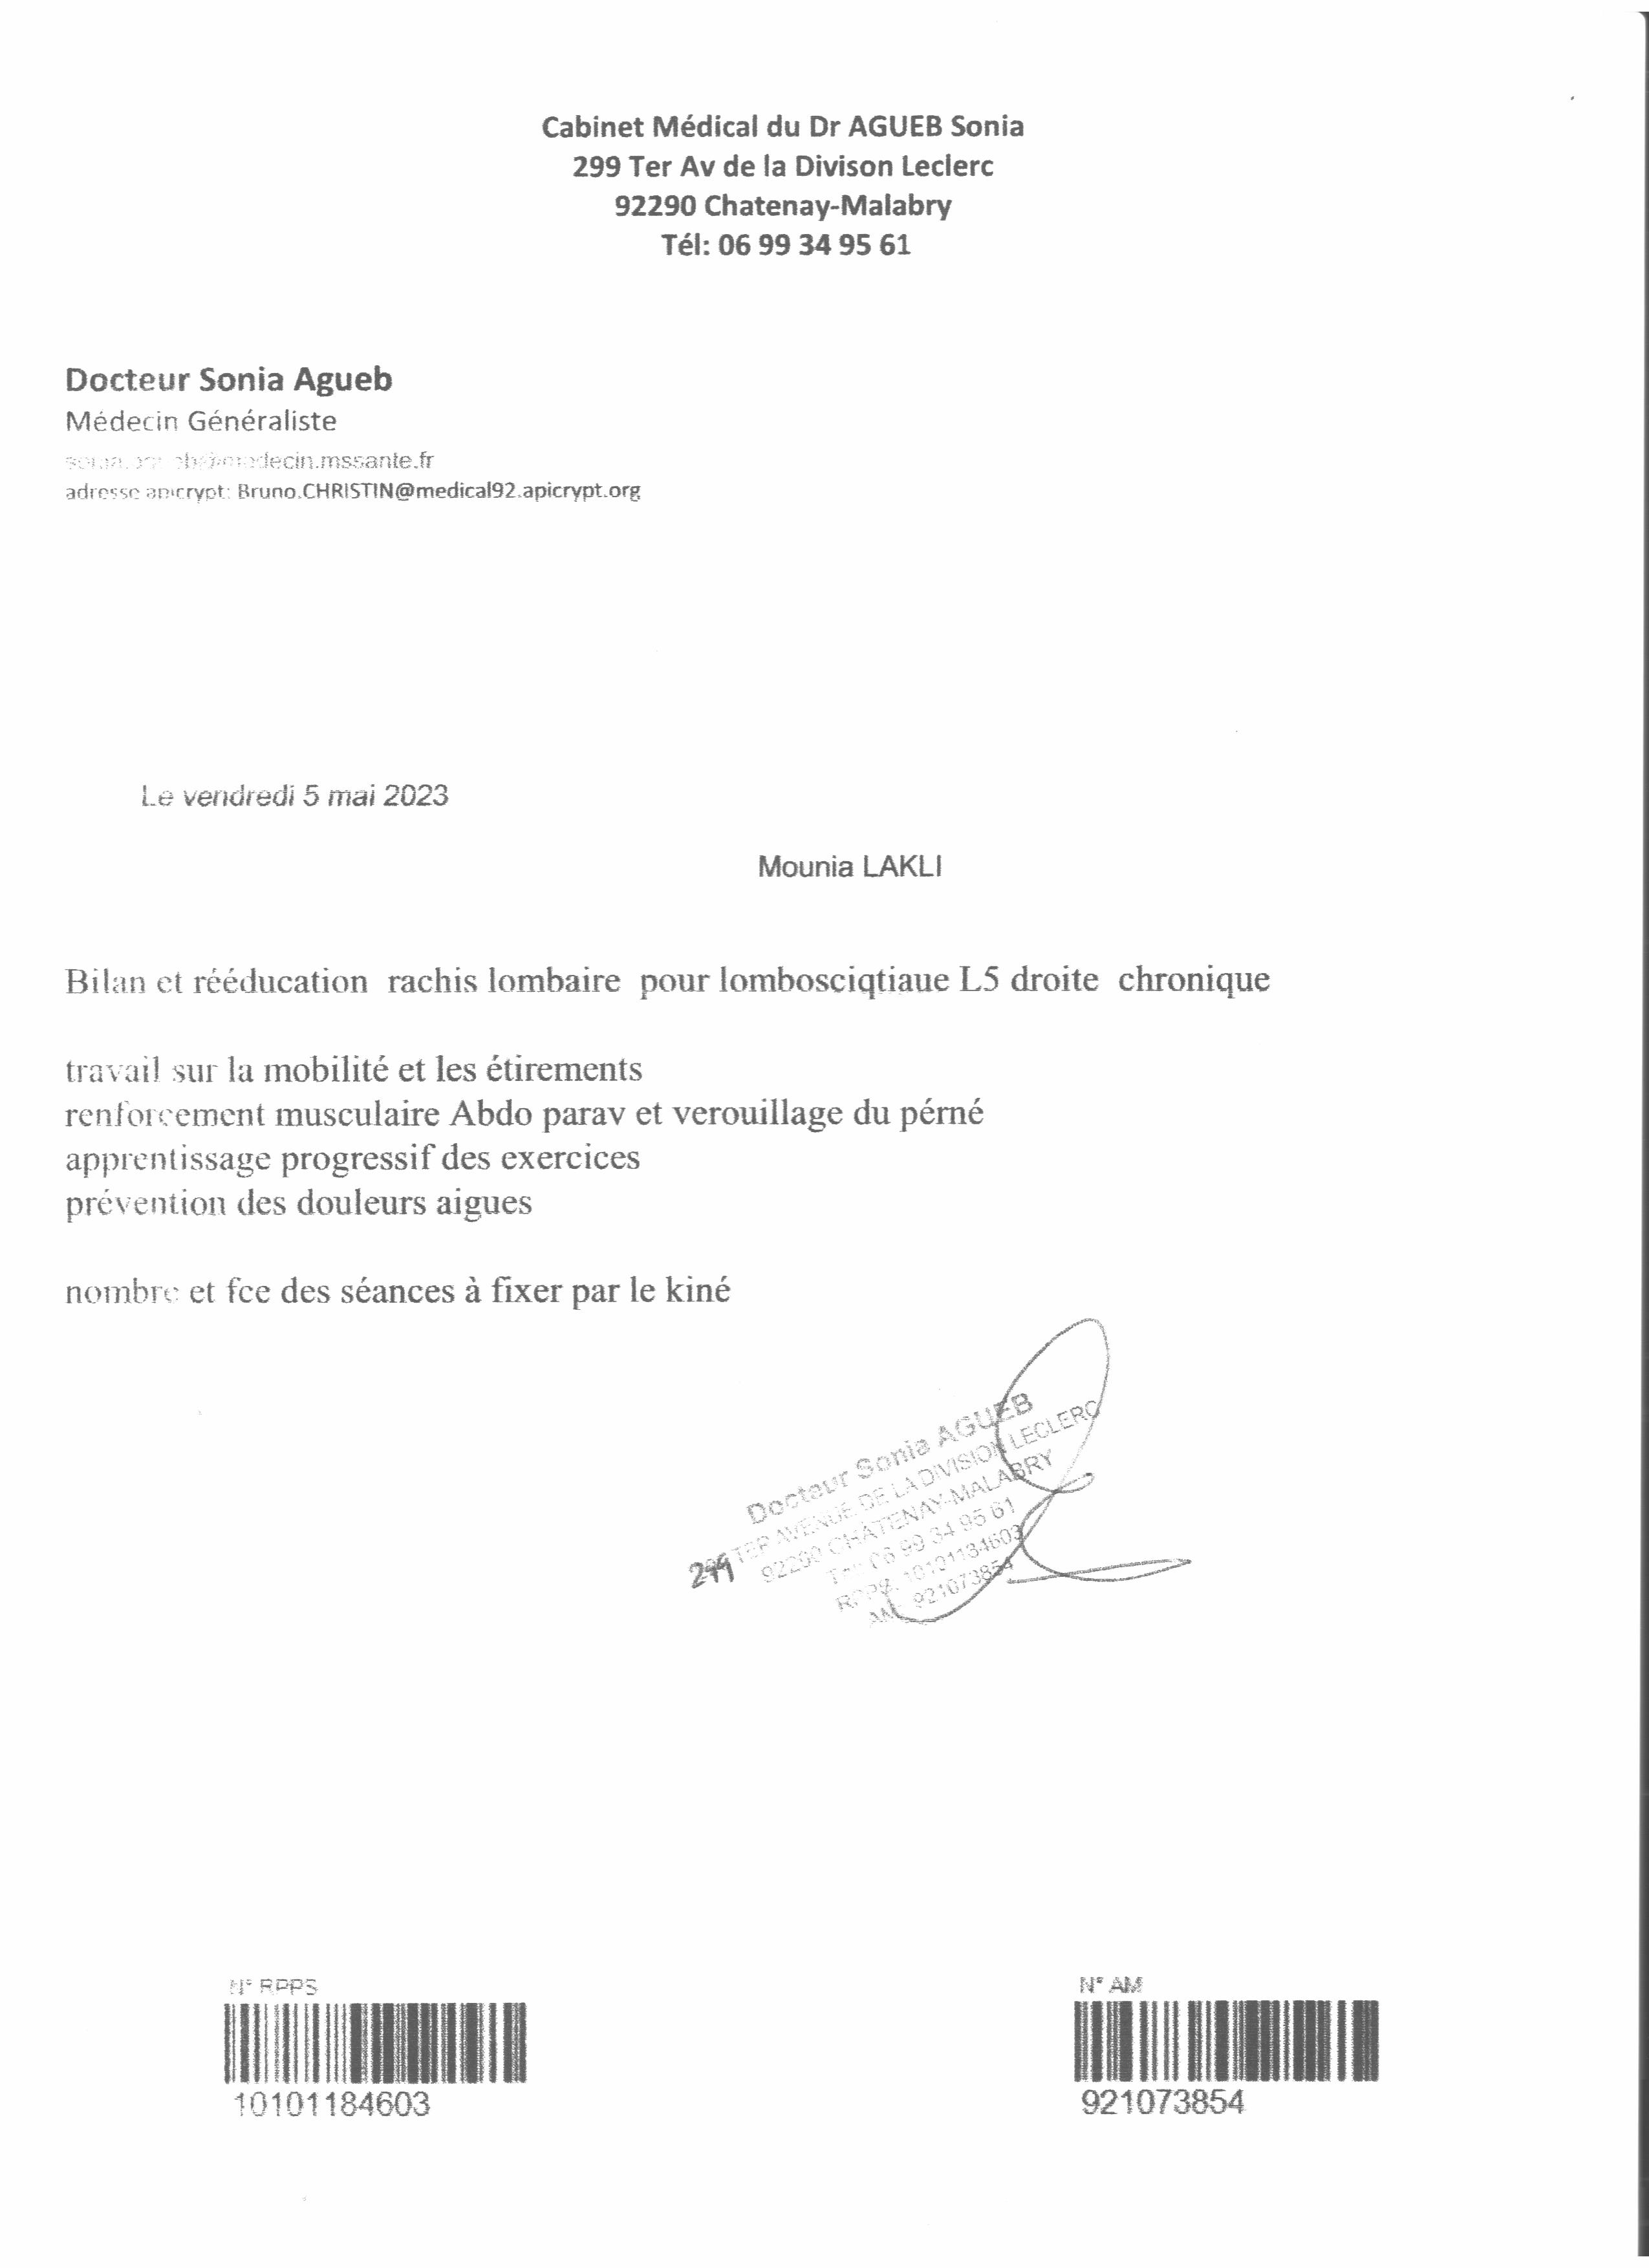 Cabinet Médical du Dr AGUEB Sonia
299 Ter Av de la Divison Leclerc
92290 Chatenay-Malabry
Tél: 06 99 34 95 61
Docteur Sonia Agueb
Médecin Généraliste
adresse apicrypt: Bruno.CHRISTIN@medical92.apicrypt.org
Le vendredi 5 mai 2023
Mounia LAKLI
Bilan et rééducation rachis lombaire pour lombosciqtiaue L5 droite chronique
travail sur la mobilité et les étirements
renforcement musculaire Abdo parav et verouillage du pérné
apprentissage progressif des exercices
prévention des douleurs aigues
nombre et fce des séances à fixer par le kiné
Docteur Sonia AGUEB
299 TER AVENUE DE LA DIVISION LECLERC
92290 CHÂTENAY-MALABRY
Tél: 06 99 34 95 61
RPPS: 10101184603
AM: 921073854
N° RPPS
10101184603
N° AM
921073854